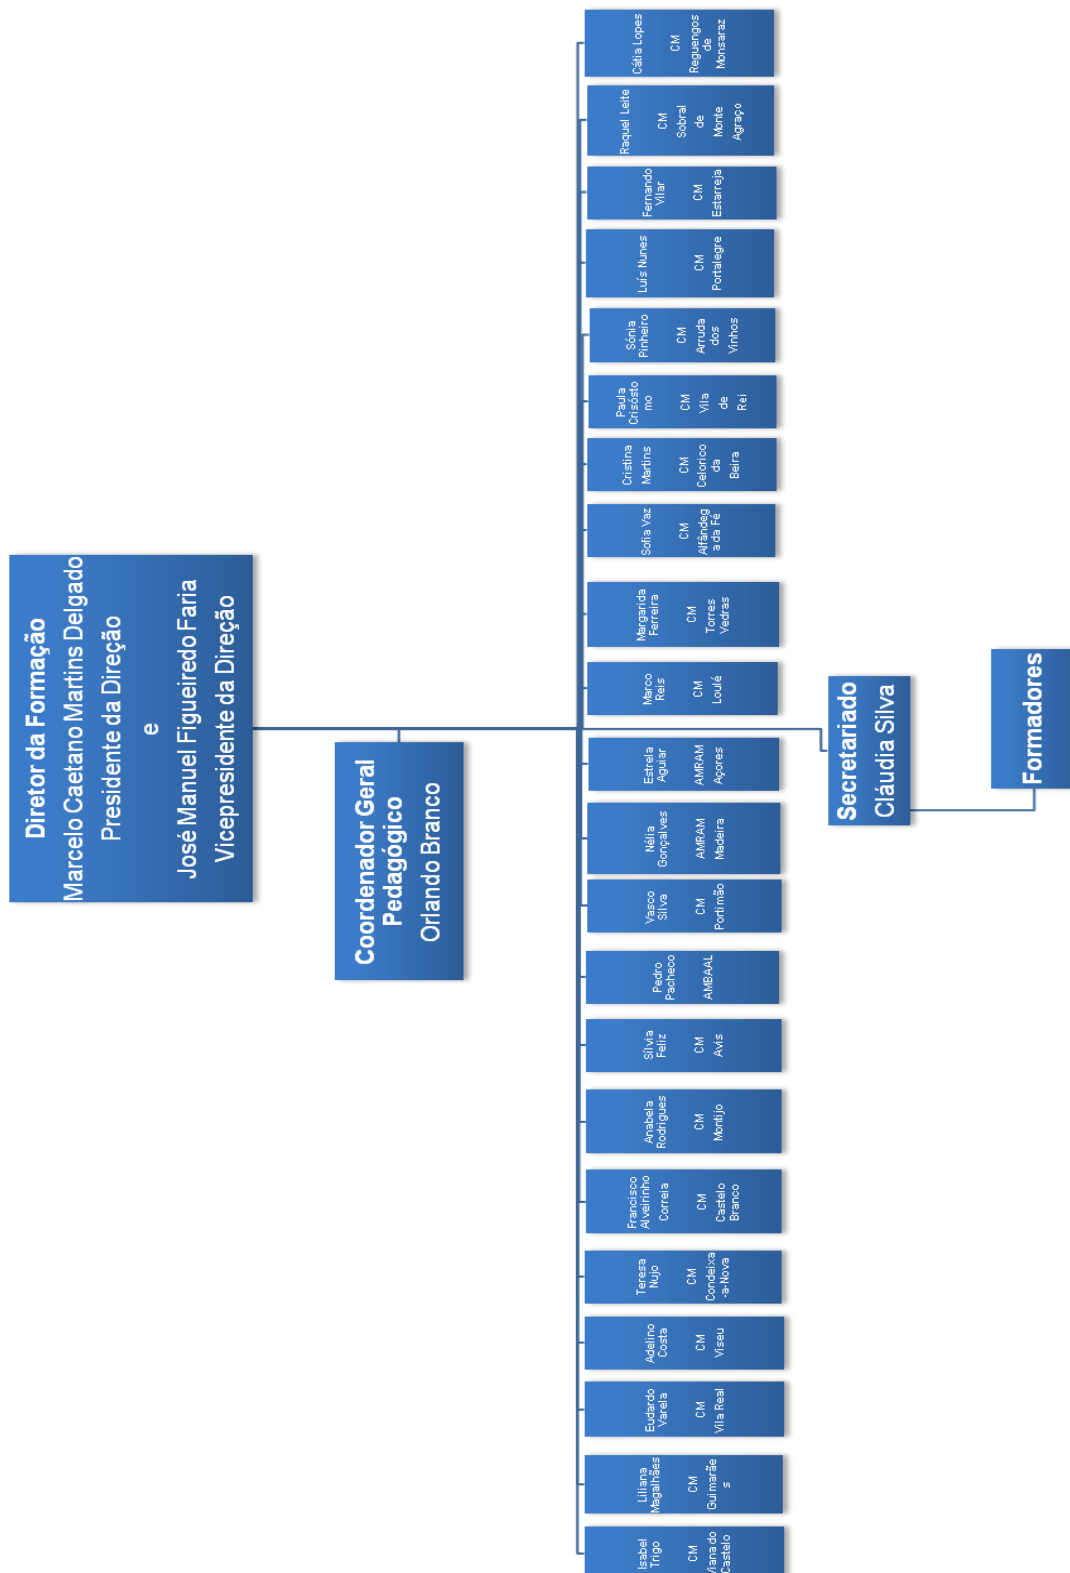 Diretor da Formação
Marcelo Caetano Martins Delgado
Presidente da Direção
e
José Manuel Figueiredo Faria
Vicepresidente da Direção
Coordenador Geral
Pedagógico
Orlando Branco
Isabel
Trigo
CM
Viana do
Castelo
Liliana
Magalhães
CM
Guimarãe
s
Eudardo
Varela
CM
Vila Real
Adelino
Costa
CM
Viseu
Teresa
Nujo
CM
Condeixa
-a-Nova
Francisco
Alveirinho
Correia
CM
Castelo
Branco
Anabela
Rodrigues
CM
Montijo
Sílvia
Feliz
CM
Avis
Pedro
Pacheco
AMBAAL
Vasco
Silva
CM
Portimão
Nélia
Gonçalves
AMRAM
Madeira
Estrela
Aguiar
AMRAM
Açores
Marco
Reis
CM
Loulé
Margarida
Ferreira
CM
Torres
Vedras
Sofia Vaz
CM
Alfândeg
a da Fé
Cristina
Martins
CM
Celorico
da
Beira
Paula
Crisósto
mo
CM
Vila
de
Rei
Sónia
Pinheiro
CM
Arruda
dos
Vinhos
Luís Nunes
CM
Portalegre
Fernando
Vilar
CM
Estarreja
Raquel Leite
CM
Sobral
de
Monte
Agraço
Cátia Lopes
CM
Reguengos
de
Monsaraz
Secretariado
Cláudia Silva
Formadores